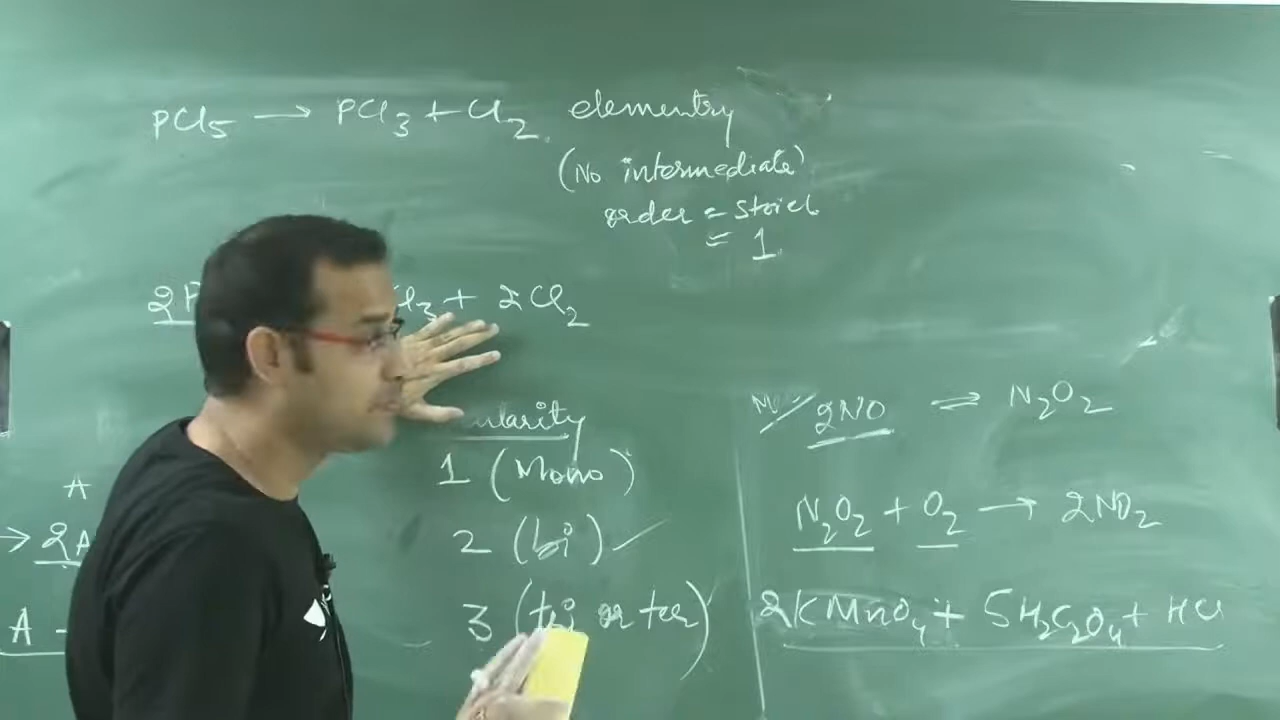 PCl5 → PCl3 + Cl2 elementry
(No intermediate)
order = stoich
= 1
2P Cl3 + 2Cl2
ularity
1 (Mono)
2 (bi) ✓
3 (tri or ter)
A
→ 2A
A -
2NO ⇌ N2O2
N2O2 + O2 → 2NO2
2KMnO4 + 5H2C2O4 + HCl